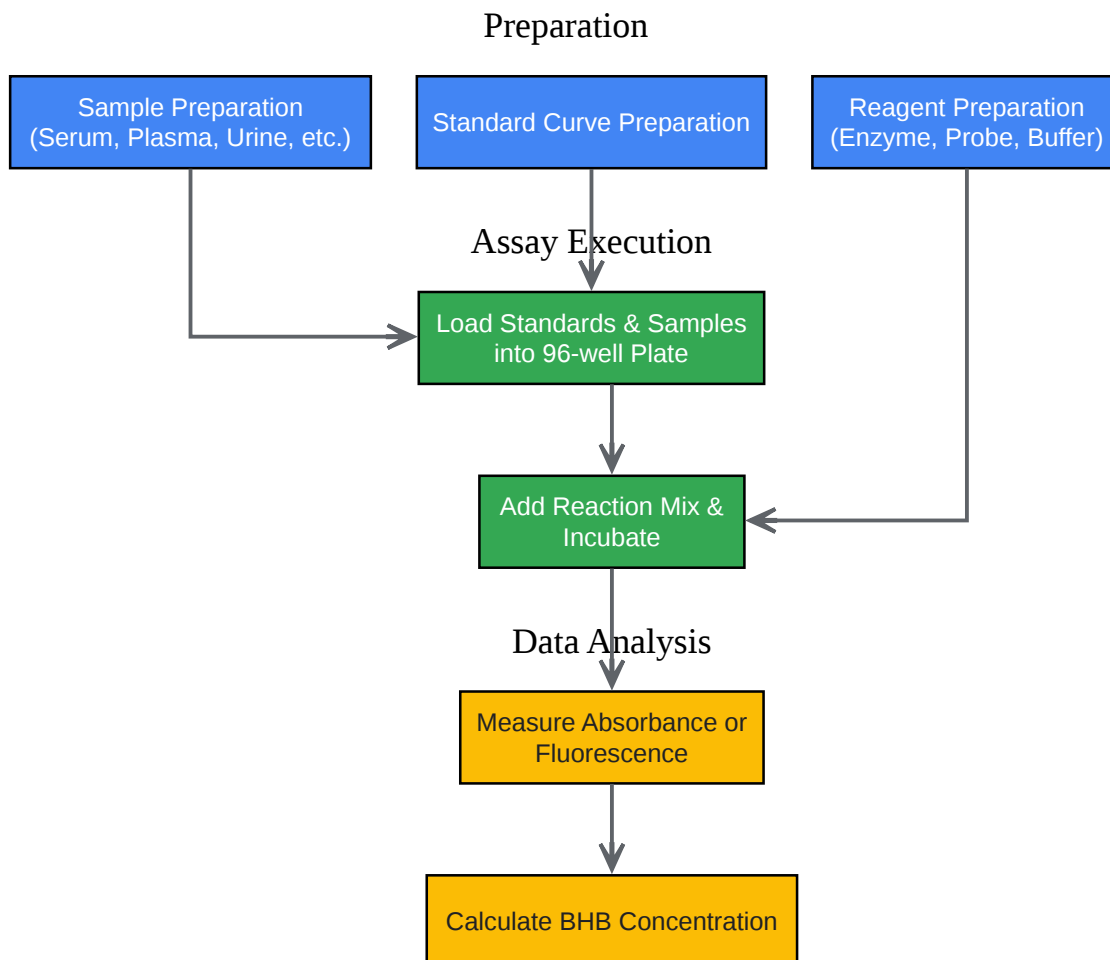 Preparation
Sample Preparation
(Serum, Plasma, Urine, etc.)
Standard Curve Preparation
Reagent Preparation
(Enzyme, Probe, Buffer)
Assay Execution
Load Standards & Samples
into 96-well Plate
Add Reaction Mix &
Incubate
Data Analysis
Measure Absorbance or
Fluorescence
Calculate BHB Concentration